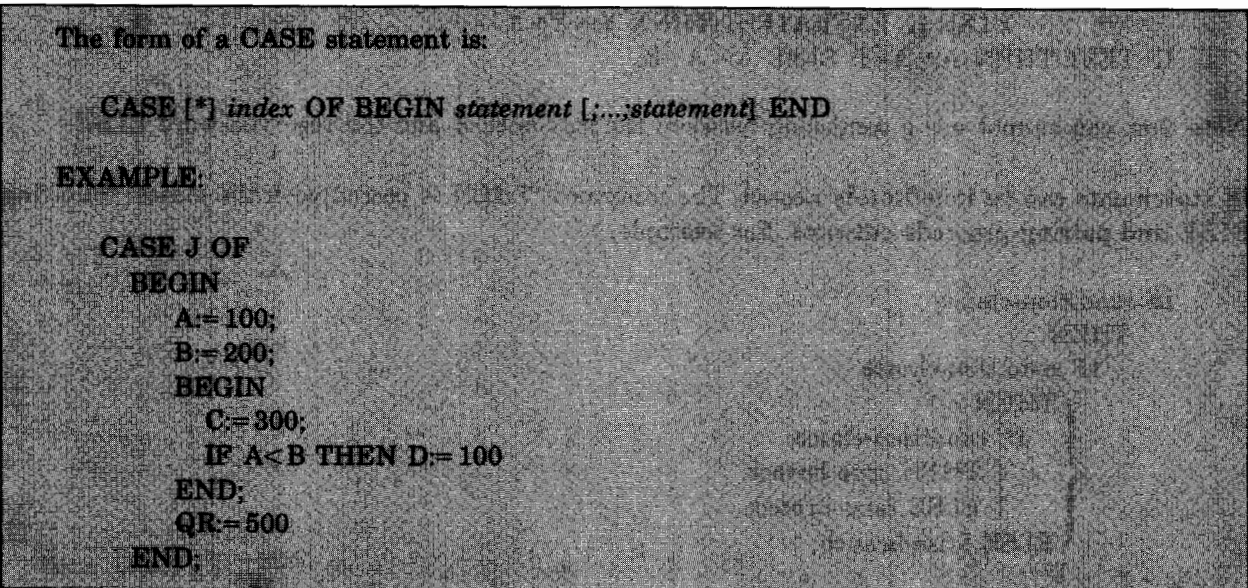 The form of a CASE statement is:
CASE [*] index OF BEGIN statement [;...;statement] END
EXAMPLE:
CASE J OF
BEGIN
A:=100;
B:=200;
BEGIN
C:=300;
IF A<B THEN D:=100
END;
QR:=500
END;